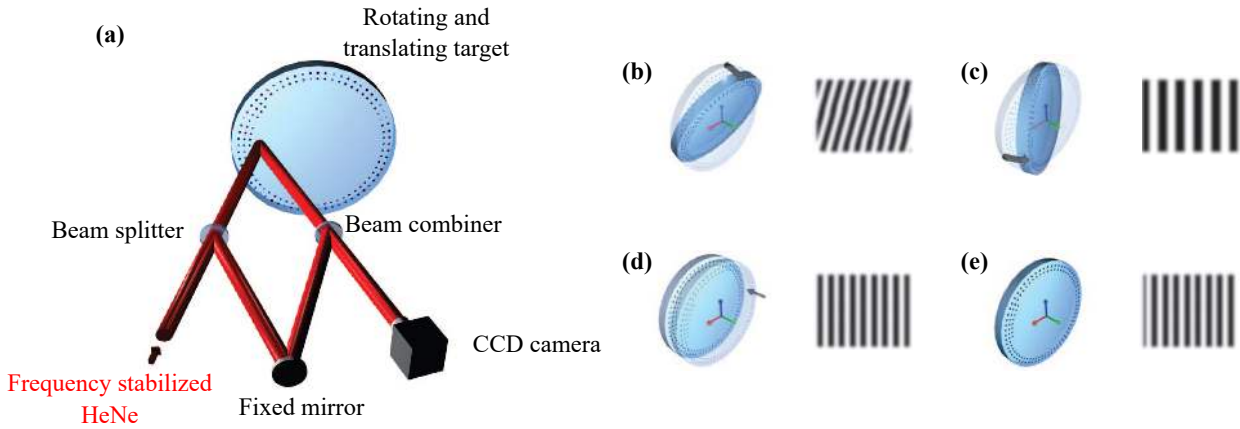 (a)
Rotating and
translating target
Beam splitter
Beam combiner
CCD camera
Frequency stabilized
HeNe
Fixed mirror
(b)
(c)
(d)
(e)